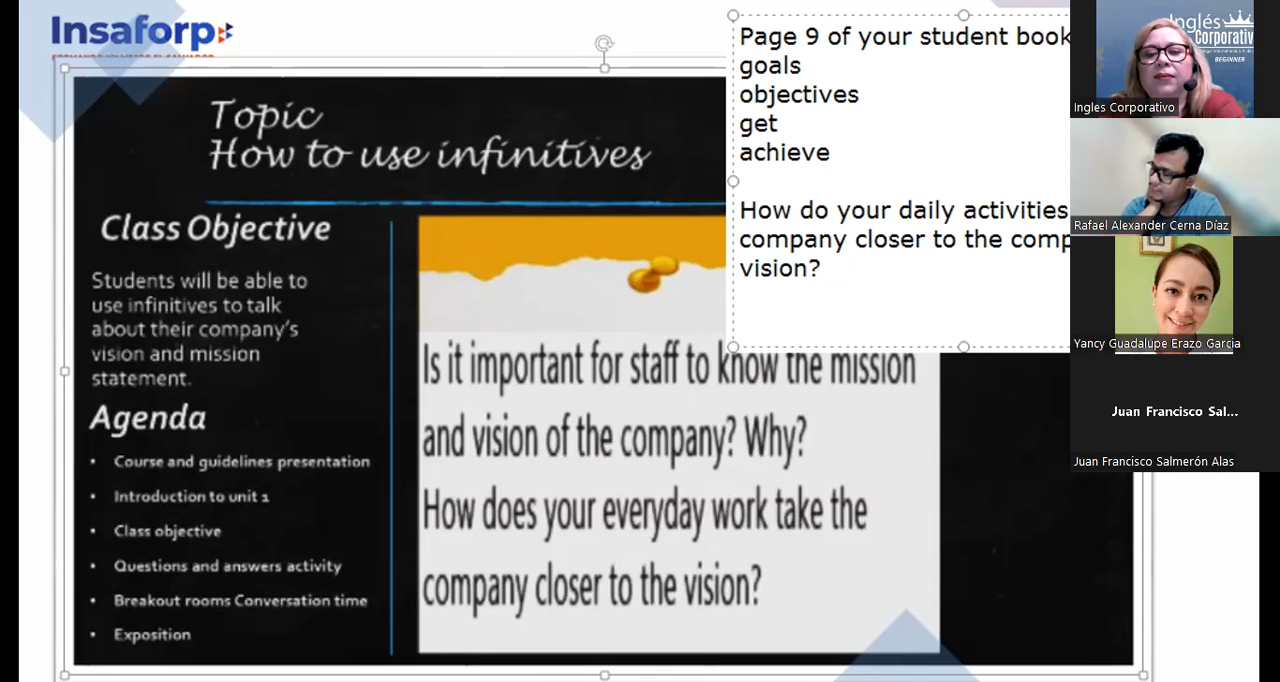 Insaforp
Topic
How to use infinitives
Class Objective
Students will be able to
use infinitives to talk
about their company's
vision and mission
statement.
Agenda
• Course and guidelines presentation
• Introduction to unit 1
• Class objective
• Questions and answers activity
• Breakout rooms Conversation time
• Exposition
Is it important for staff to know the mission
and vision of the company? Why?
How does your everyday work take the
company closer to the vision?
Page 9 of your student book
goals
objectives
get
achieve
How do your daily activities
company closer to the comp
vision?
Inglés
Corporativ
BEGINNER
Ingles Corporativo
Rafael Alexander Cerna Díaz
Yancy Guadalupe Erazo Garcia
Juan Francisco Sal...
Juan Francisco Salmerón Alas